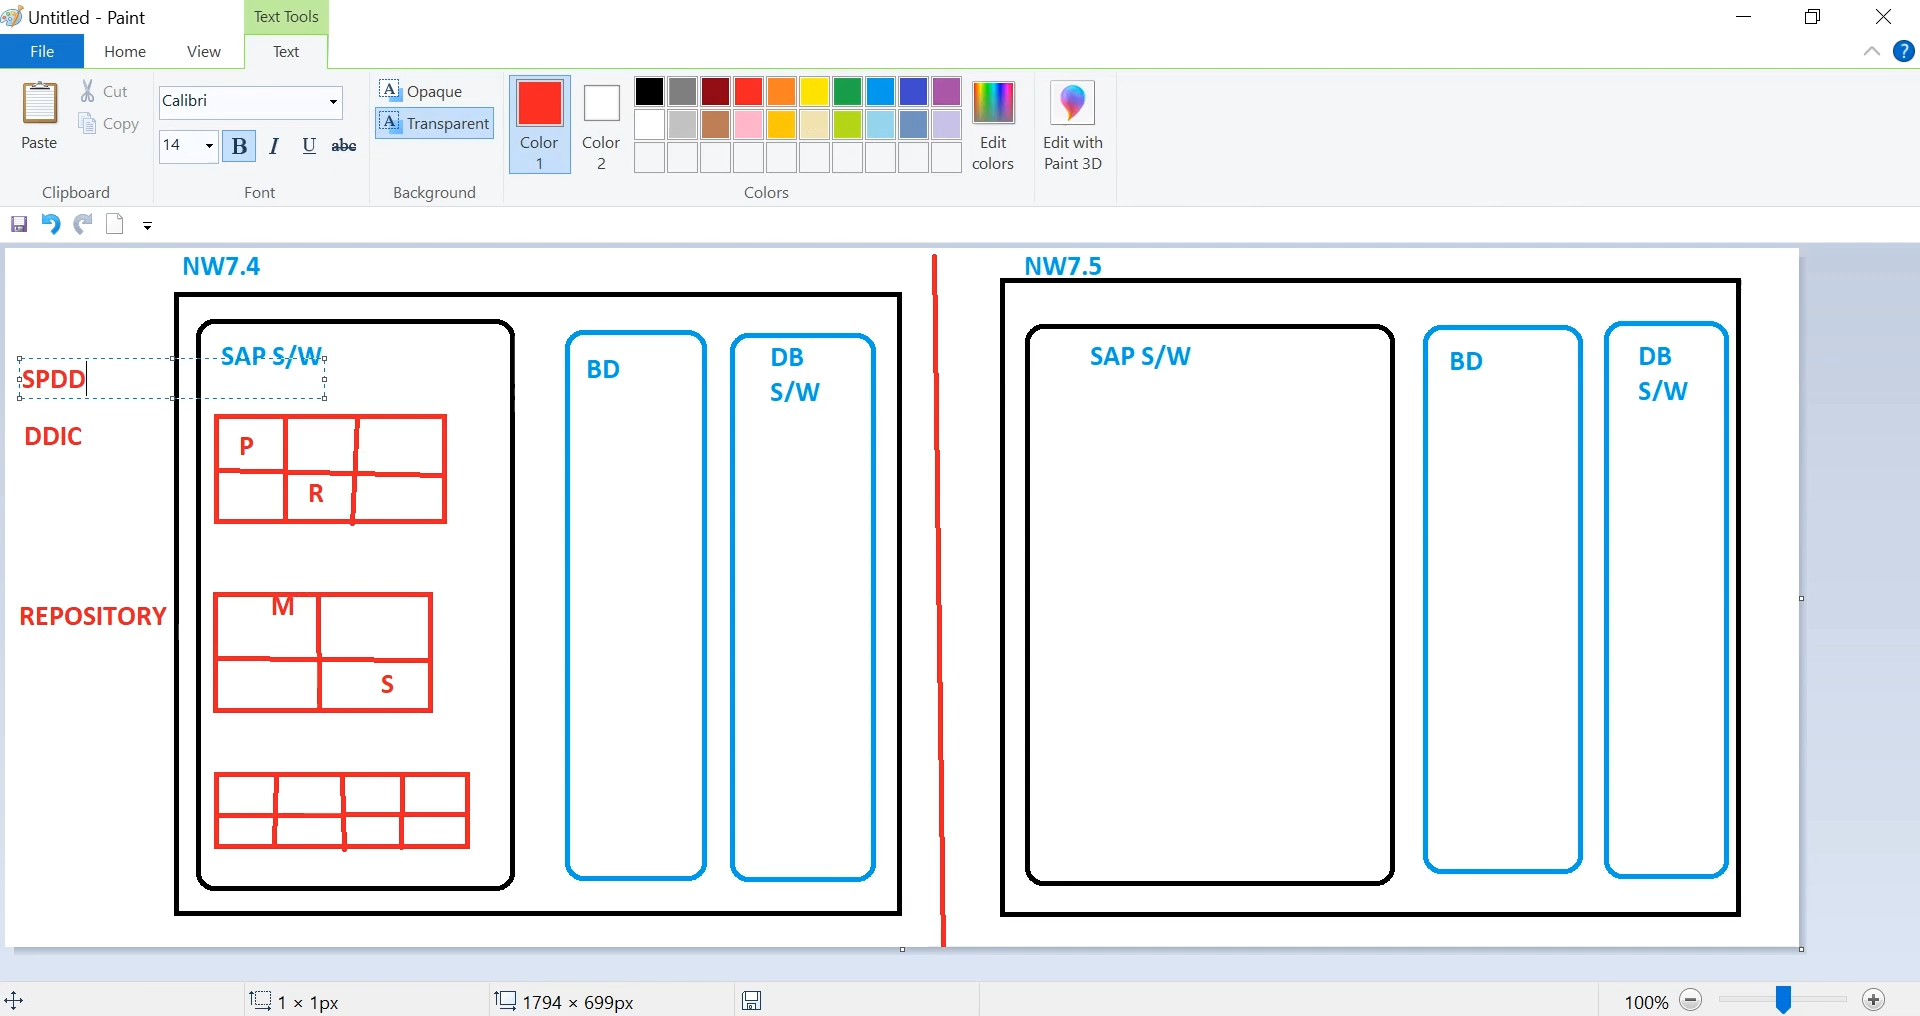 Untitled - Paint
Text Tools
File
Home
View
Text
?
Paste
Cut
Copy
Clipboard
Calibri
14
B I U abc
Font
A Opaque
A Transparent
Background
Color 1
Color 2
Edit colors
Colors
Edit with Paint 3D
NW7.4
SAP S/W
BD
DB
S/W
SPDD
DDIC
P
R
REPOSITORY
M
S
NW7.5
SAP S/W
BD
DB
S/W
1 × 1px
1794 × 699px
100%